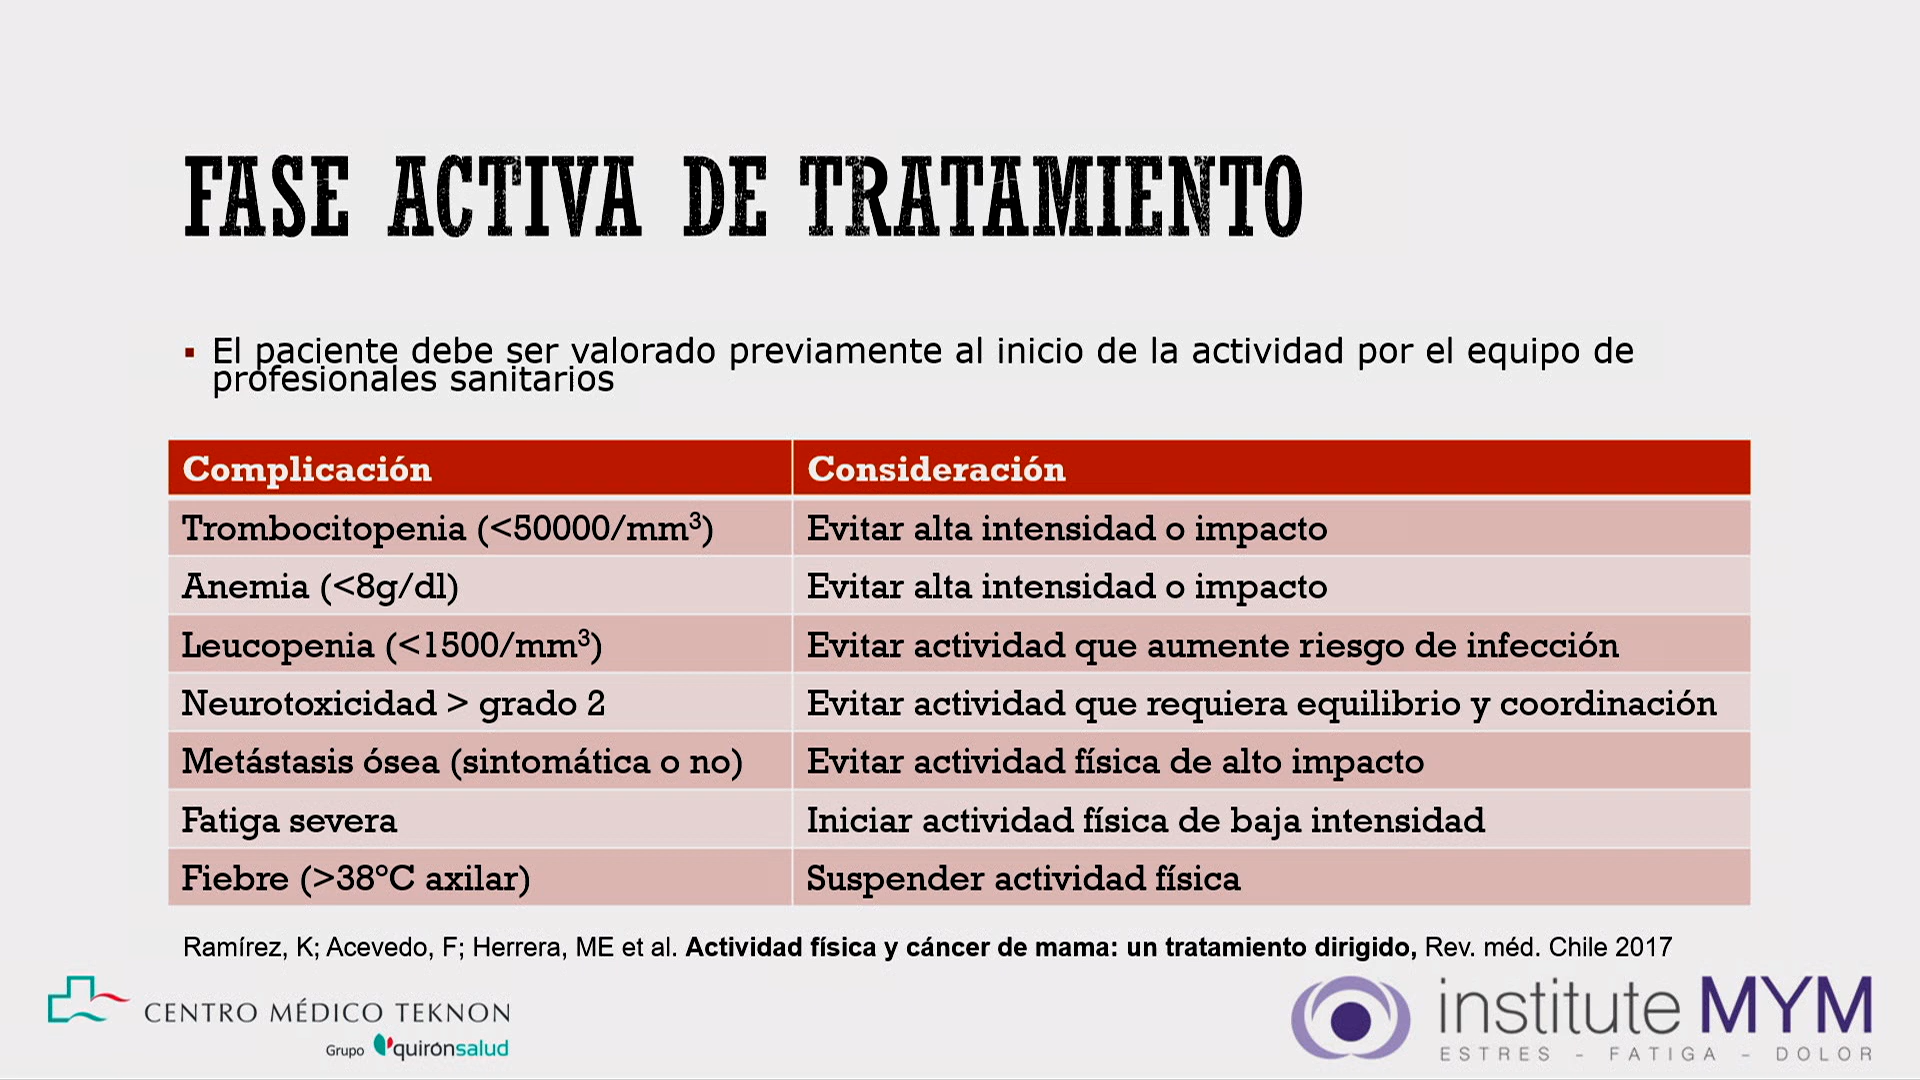 FASE ACTIVA DE TRATAMIENTO
▪ El paciente debe ser valorado previamente al inicio de la actividad por el equipo de
profesionales sanitarios
Complicación Consideración
Trombocitopenia (<50000/mm³) Evitar alta intensidad o impacto
Anemia (<8g/dl) Evitar alta intensidad o impacto
Leucopenia (<1500/mm³) Evitar actividad que aumente riesgo de infección
Neurotoxicidad > grado 2 Evitar actividad que requiera equilibrio y coordinación
Metástasis ósea (sintomática o no) Evitar actividad física de alto impacto
Fatiga severa Iniciar actividad física de baja intensidad
Fiebre (>38ºC axilar) Suspender actividad física
Ramírez, K; Acevedo, F; Herrera, ME et al. Actividad física y cáncer de mama: un tratamiento dirigido, Rev. méd. Chile 2017
CENTRO MÉDICO TEKNON
Grupo quirónsalud
institute MYM
ESTRES - FATIGA - DOLOR